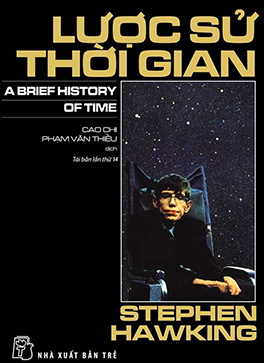 LƯỢC SỬ
THỜI GIAN
A BRIEF HISTORY
OF TIME
CAO CHI
PHẠM VĂN THIỀU
dịch
Tái bản lần thứ 14
STEPHEN
HAWKING
NHÀ XUẤT BẢN TRẺ